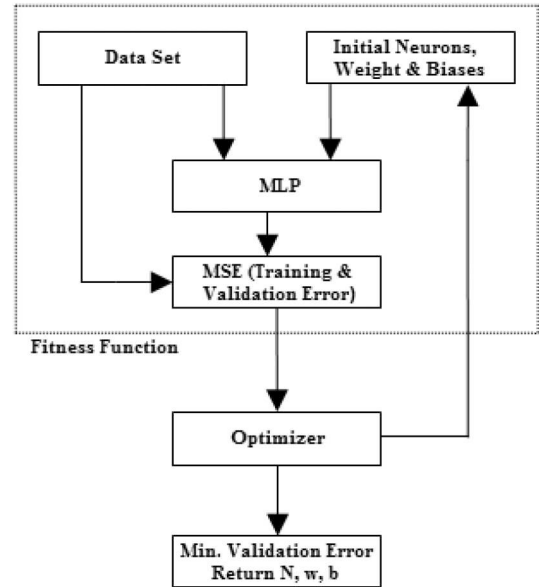 Data Set
Initial Neurons,
Weight & Biases
MLP
MSE (Training &
Validation Error)
Fitness Function
Optimizer
Min. Validation Error
Return N, w, b